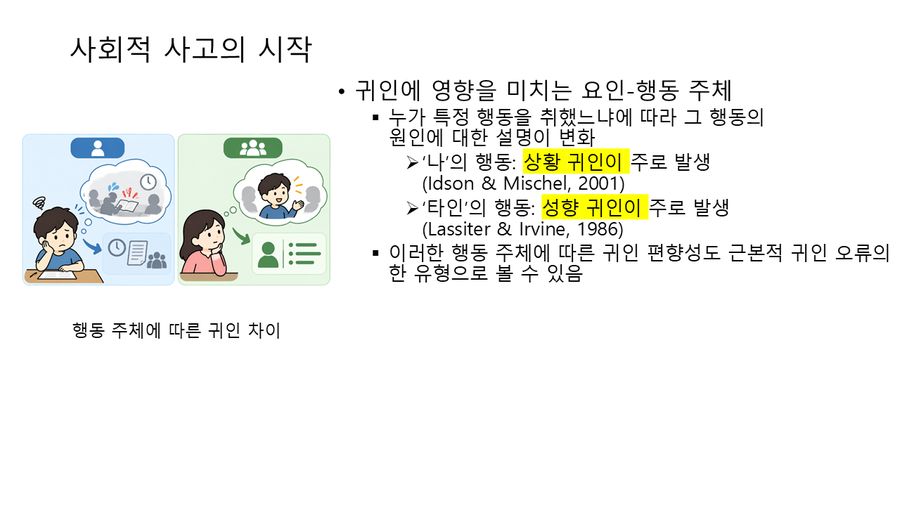 사회적 사고의 시작
• 귀인에 영향을 미치는 요인-행동 주체
▪ 누가 특정 행동을 취했느냐에 따라 그 행동의
원인에 대한 설명이 변화
➢ ‘나’의 행동: 상황 귀인이 주로 발생
(Idson & Mischel, 2001)
➢ ‘타인’의 행동: 성향 귀인이 주로 발생
(Lassiter & Irvine, 1986)
▪ 이러한 행동 주체에 따른 귀인 편향성도 근본적 귀인 오류의
한 유형으로 볼 수 있음
행동 주체에 따른 귀인 차이